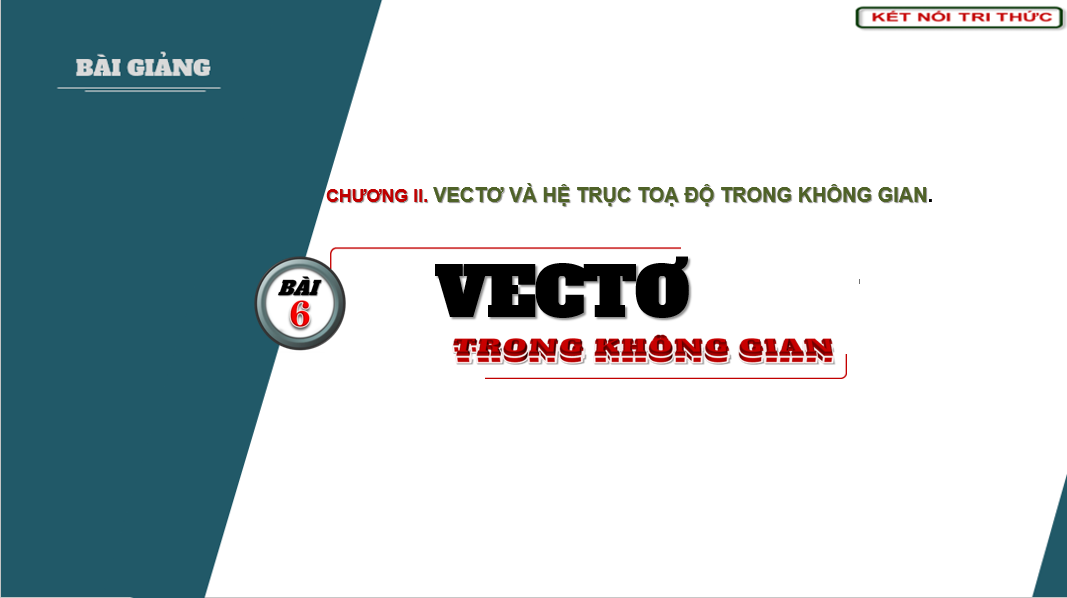 KẾT NỐI TRI THỨC
BÀI GIẢNG
CHƯƠNG II. VECTƠ VÀ HỆ TRỤC TOẠ ĐỘ TRONG KHÔNG GIAN.
BÀI
6
VECTƠ
TRONG KHÔNG GIAN